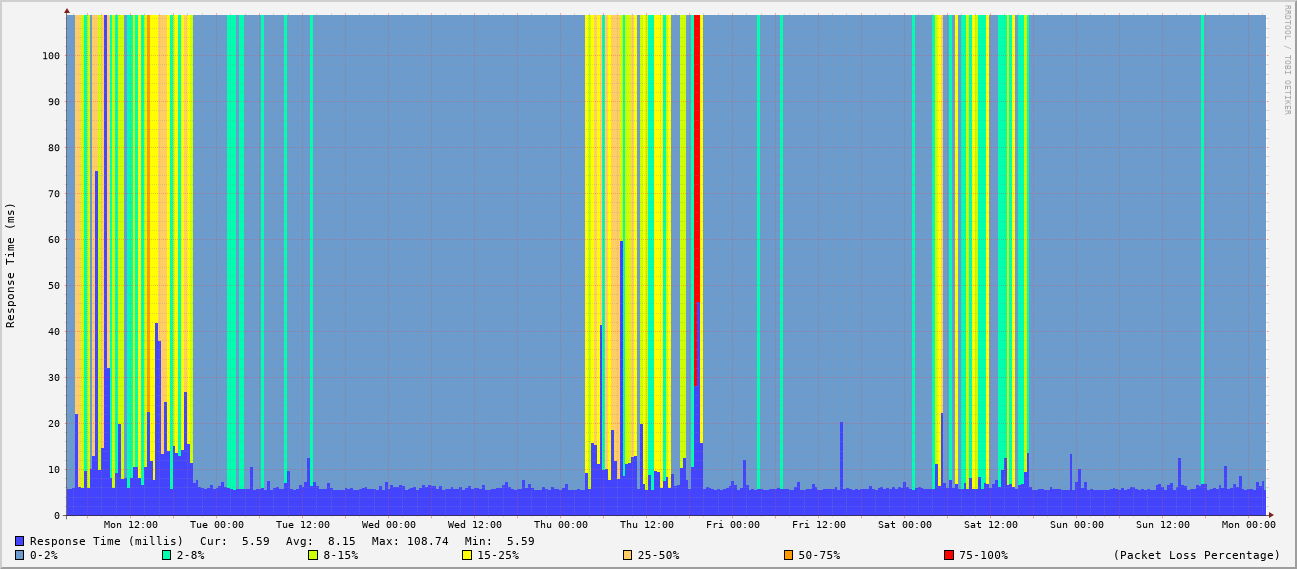 RRDTOOL / TOBI OETIKER
Response Time (ms)
100
90
80
70
60
50
40
30
20
10
0
Mon 12:00 Tue 00:00 Tue 12:00 Wed 00:00 Wed 12:00 Thu 00:00 Thu 12:00 Fri 00:00 Fri 12:00 Sat 00:00 Sat 12:00 Sun 00:00 Sun 12:00 Mon 00:00
Response Time (millis) Cur: 5.59 Avg: 8.15 Max: 108.74 Min: 5.59
0-2% 2-8% 8-15% 15-25% 25-50% 50-75% 75-100% (Packet Loss Percentage)